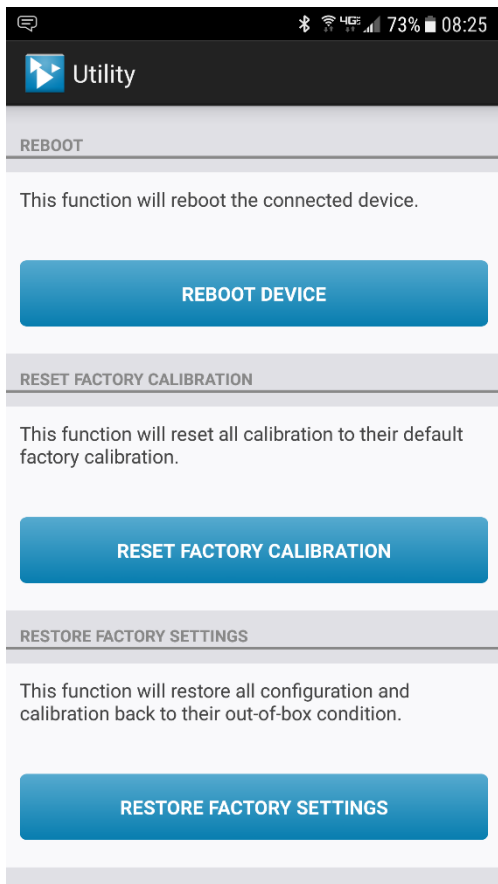 4GE 73% 08:25
Utility
REBOOT
This function will reboot the connected device.
REBOOT DEVICE
RESET FACTORY CALIBRATION
This function will reset all calibration to their default
factory calibration.
RESET FACTORY CALIBRATION
RESTORE FACTORY SETTINGS
This function will restore all configuration and
calibration back to their out-of-box condition.
RESTORE FACTORY SETTINGS